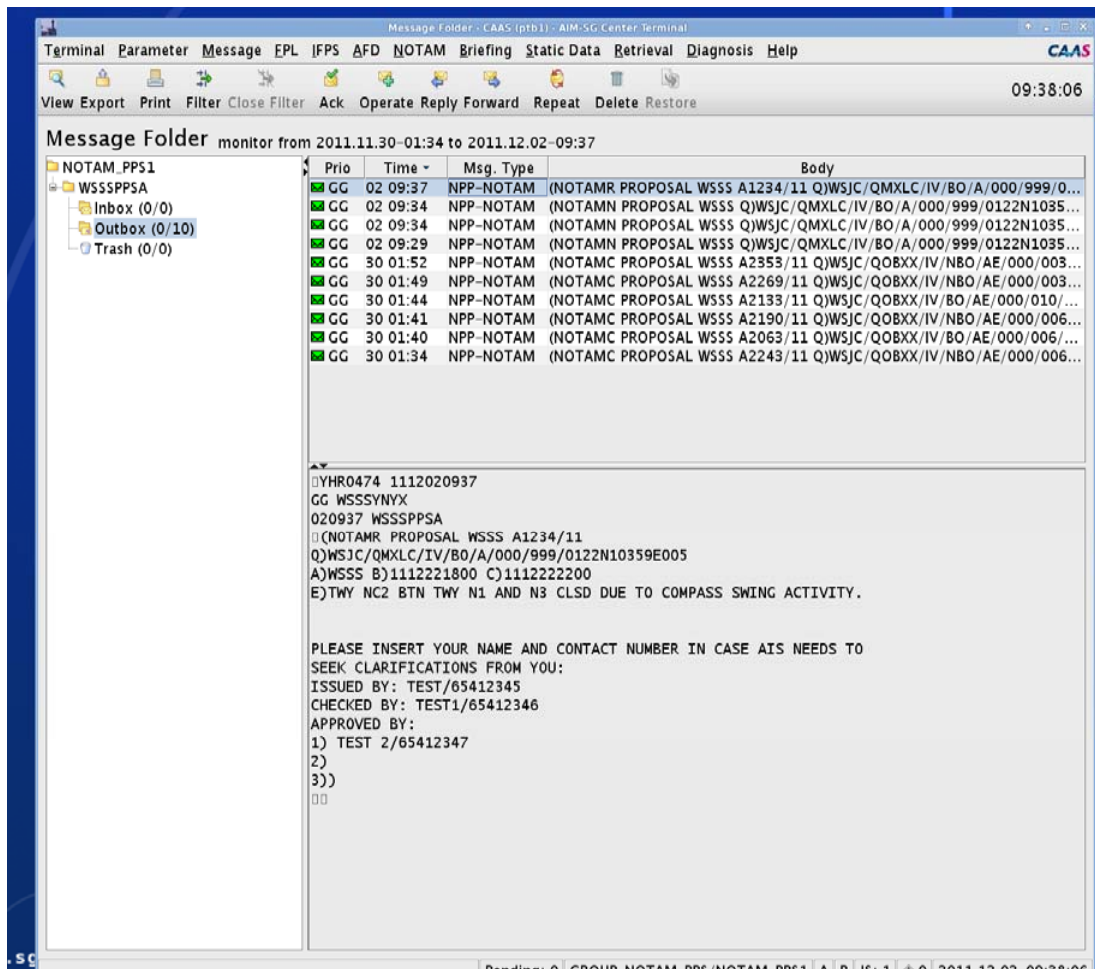 Message Folder - CAAS (ptb1) - AIM-SG Center Terminal
Terminal Parameter Message FPL IFPS AFD NOTAM Briefing Static Data Retrieval Diagnosis Help CAAS
View Export Print Filter Close Filter Ack Operate Reply Forward Repeat Delete Restore 09:38:06
Message Folder monitor from 2011.11.30-01:34 to 2011.12.02-09:37
NOTAM_PPS1
WSSSPPSA
Inbox (0/0)
Outbox (0/10)
Trash (0/0)
Prio Time Msg. Type Body
GG 02 09:37 NPP-NOTAM (NOTAMR PROPOSAL WSSS A1234/11 Q)WSJC/QMXLC/IV/BO/A/000/999/0...
GG 02 09:34 NPP-NOTAM (NOTAMN PROPOSAL WSSS Q)WSJC/QMXLC/IV/BO/A/000/999/0122N1035...
GG 02 09:34 NPP-NOTAM (NOTAMN PROPOSAL WSSS Q)WSJC/QMXLC/IV/BO/A/000/999/0122N1035...
GG 02 09:29 NPP-NOTAM (NOTAMN PROPOSAL WSSS Q)WSJC/QMXLC/IV/BO/A/000/999/0122N1035...
GG 30 01:52 NPP-NOTAM (NOTAMC PROPOSAL WSSS A2353/11 Q)WSJC/QOBXX/IV/NBO/AE/000/003...
GG 30 01:49 NPP-NOTAM (NOTAMC PROPOSAL WSSS A2269/11 Q)WSJC/QOBXX/IV/NBO/AE/000/003...
GG 30 01:44 NPP-NOTAM (NOTAMC PROPOSAL WSSS A2133/11 Q)WSJC/QOBXX/IV/BO/AE/000/010/...
GG 30 01:41 NPP-NOTAM (NOTAMC PROPOSAL WSSS A2190/11 Q)WSJC/QOBXX/IV/NBO/AE/000/006...
GG 30 01:40 NPP-NOTAM (NOTAMC PROPOSAL WSSS A2063/11 Q)WSJC/QOBXX/IV/BO/AE/000/006/...
GG 30 01:34 NPP-NOTAM (NOTAMC PROPOSAL WSSS A2243/11 Q)WSJC/QOBXX/IV/NBO/AE/000/006...
YHR0474 1112020937
GG WSSSYNYX
020937 WSSSPPSA
(NOTAMR PROPOSAL WSSS A1234/11
Q)WSJC/QMXLC/IV/BO/A/000/999/0122N10359E005
A)WSSS B)1112221800 C)1112222200
E)TWY NC2 BTN TWY N1 AND N3 CLSD DUE TO COMPASS SWING ACTIVITY.
PLEASE INSERT YOUR NAME AND CONTACT NUMBER IN CASE AIS NEEDS TO
SEEK CLARIFICATIONS FROM YOU:
ISSUED BY: TEST/65412345
CHECKED BY: TEST1/65412346
APPROVED BY:
1) TEST 2/65412347
2)
3))
.sg